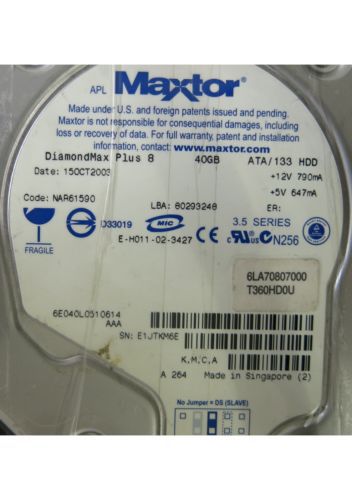 APL Maxtor
Made under U.S. and foreign patents issued and pending.
Maxtor not responsible for consequential damages, including
loss or recovery of data. For patent and installation
information, contact: www.maxtor.com
DiamondMax Plus 8 40GB ATA/133 HDD
Date: 15OCT2003 +12V 790mA
+5V 647mA
Code: NAR61590 LBA: 80293248 ER:
D33019 MIC 3.5 SERIES
FRAGILE E-H011-02-3427 CE c UL US N256
6LA70807000
T360HD0U
6E040L0510614
AAA
SN: E1JTKM6E
K,M,C,A
A 264 Made in Singapore (2)
No Jumper = DS (SLAVE)